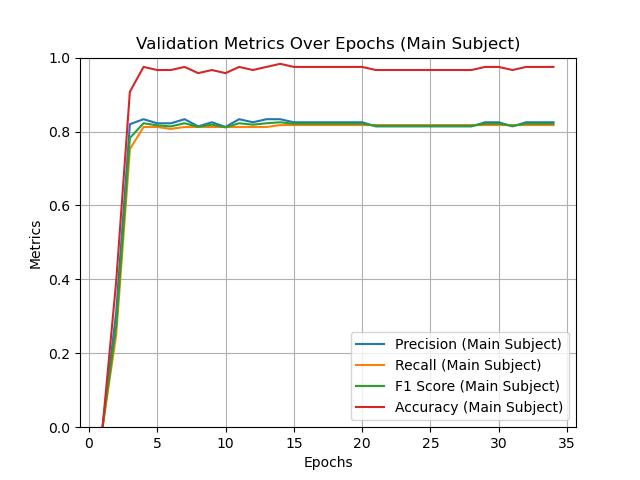 Validation Metrics Over Epochs (Main Subject)
1.0
0.8
0.6
0.4
0.2
0.0
Metrics
0 5 10 15 20 25 30 35
Epochs
Precision (Main Subject)
Recall (Main Subject)
F1 Score (Main Subject)
Accuracy (Main Subject)